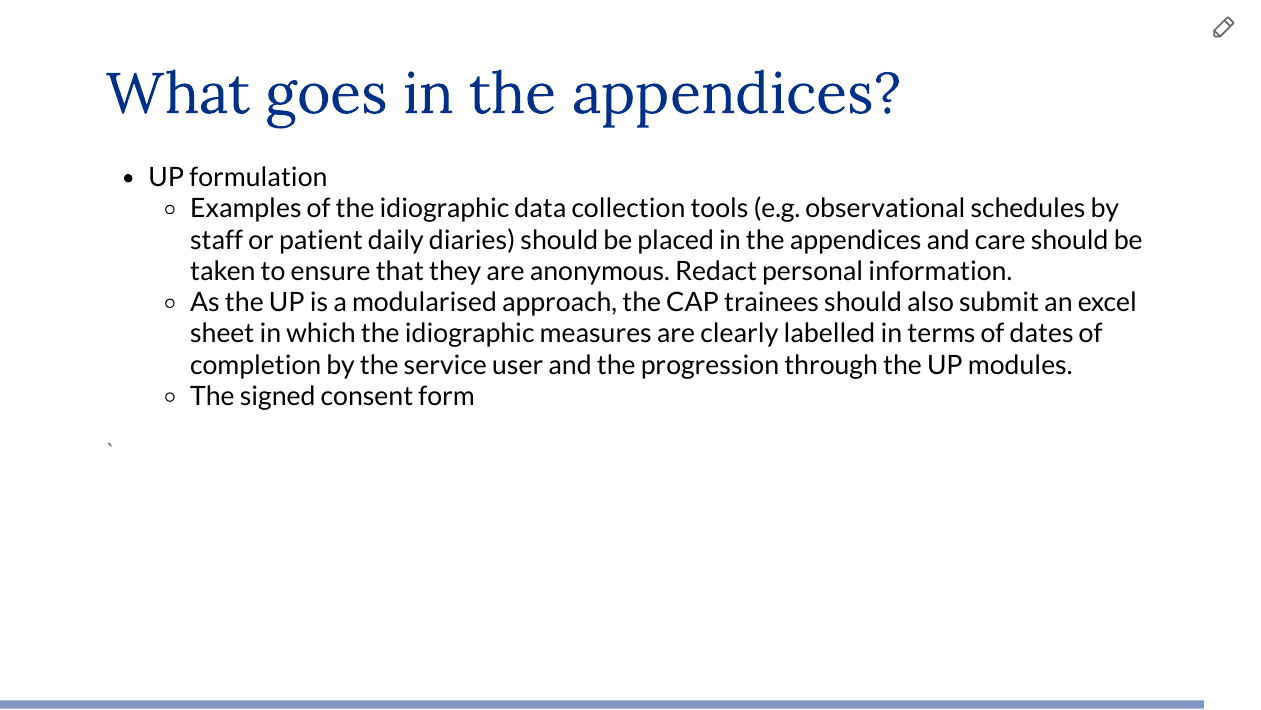 What goes in the appendices?
• UP formulation
○ Examples of the idiographic data collection tools (e.g. observational schedules by
staff or patient daily diaries) should be placed in the appendices and care should be
taken to ensure that they are anonymous. Redact personal information.
○ As the UP is a modularised approach, the CAP trainees should also submit an excel
sheet in which the idiographic measures are clearly labelled in terms of dates of
completion by the service user and the progression through the UP modules.
○ The signed consent form
`